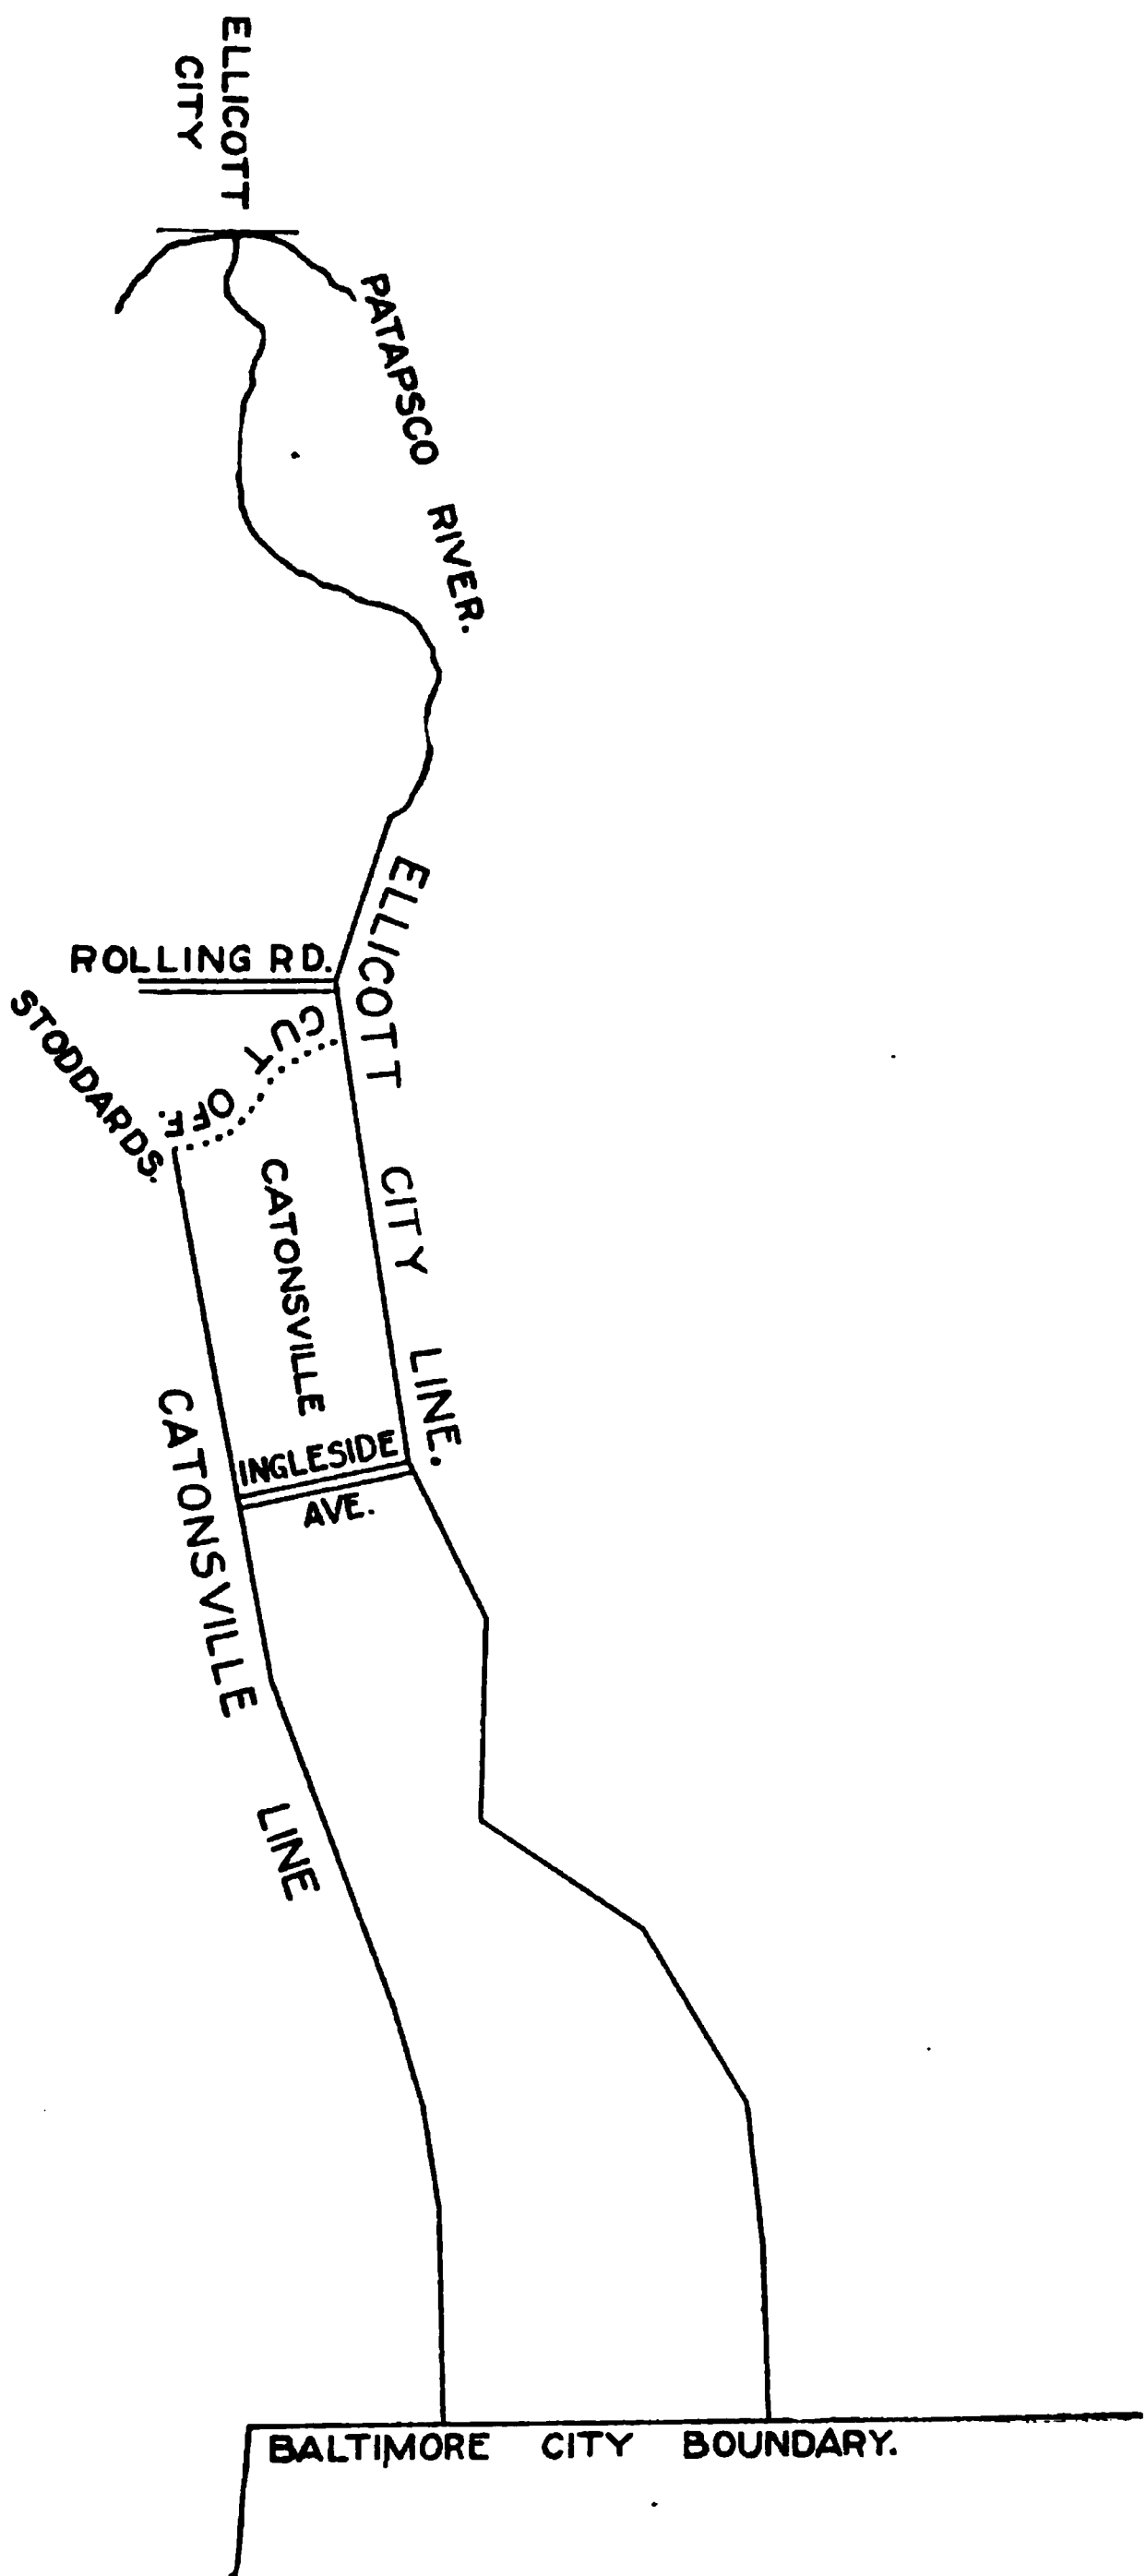 ELLICOTT
CITY
PATAPSCO RIVER.
ELLICOTT CITY LINE.
ROLLING RD.
CUT OFF.
STODDARDS.
CATONSVILLE
INGLESIDE
AVE.
CATONSVILLE LINE
BALTIMORE CITY BOUNDARY.